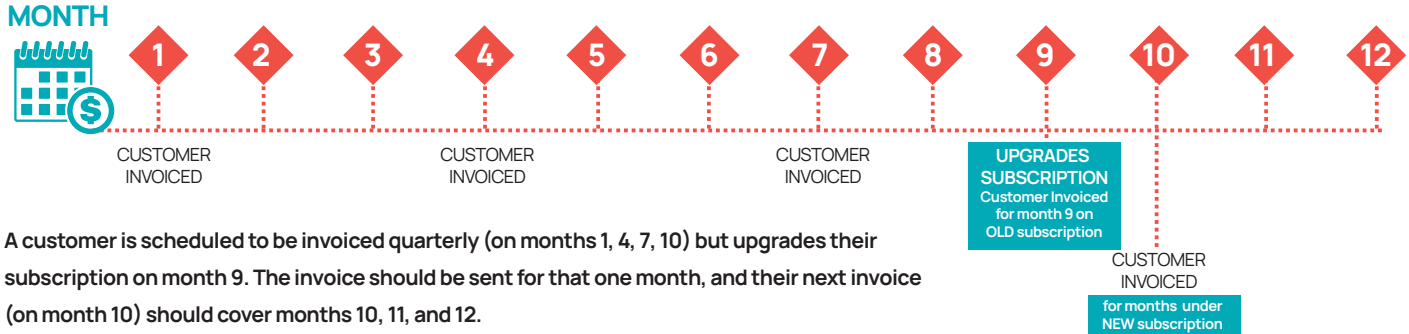 MONTH
1 2 3 4 5 6 7 8 9 10 11 12
$
CUSTOMER
INVOICED
CUSTOMER
INVOICED
CUSTOMER
INVOICED
UPGRADES
SUBSCRIPTION
Customer Invoiced
for month 9 on
OLD subscription
A customer is scheduled to be invoiced quarterly (on months 1, 4, 7, 10) but upgrades their
subscription on month 9. The invoice should be sent for that one month, and their next invoice
(on month 10) should cover months 10, 11, and 12.
CUSTOMER
INVOICED
for months under
NEW subscription